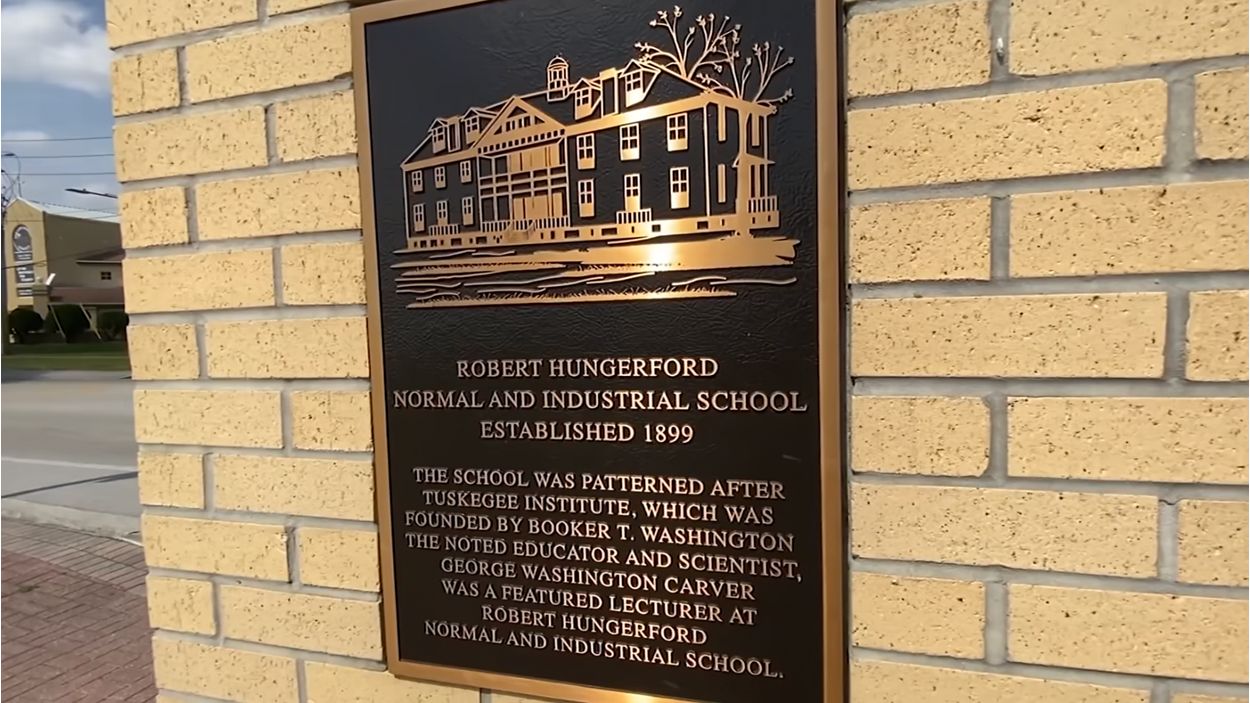 ROBERT HUNGERFORD
NORMAL AND INDUSTRIAL SCHOOL
ESTABLISHED 1899
THE SCHOOL WAS PATTERNED AFTER
TUSKEGEE INSTITUTE, WHICH WAS
FOUNDED BY BOOKER T. WASHINGTON
THE NOTED EDUCATOR AND SCIENTIST,
GEORGE WASHINGTON CARVER
WAS A FEATURED LECTURER AT
ROBERT HUNGERFORD
NORMAL AND INDUSTRIAL SCHOOL.